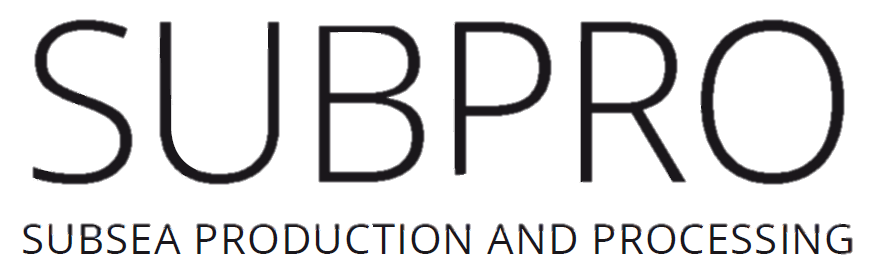 SUBPRO
SUBSEA PRODUCTION AND PROCESSING